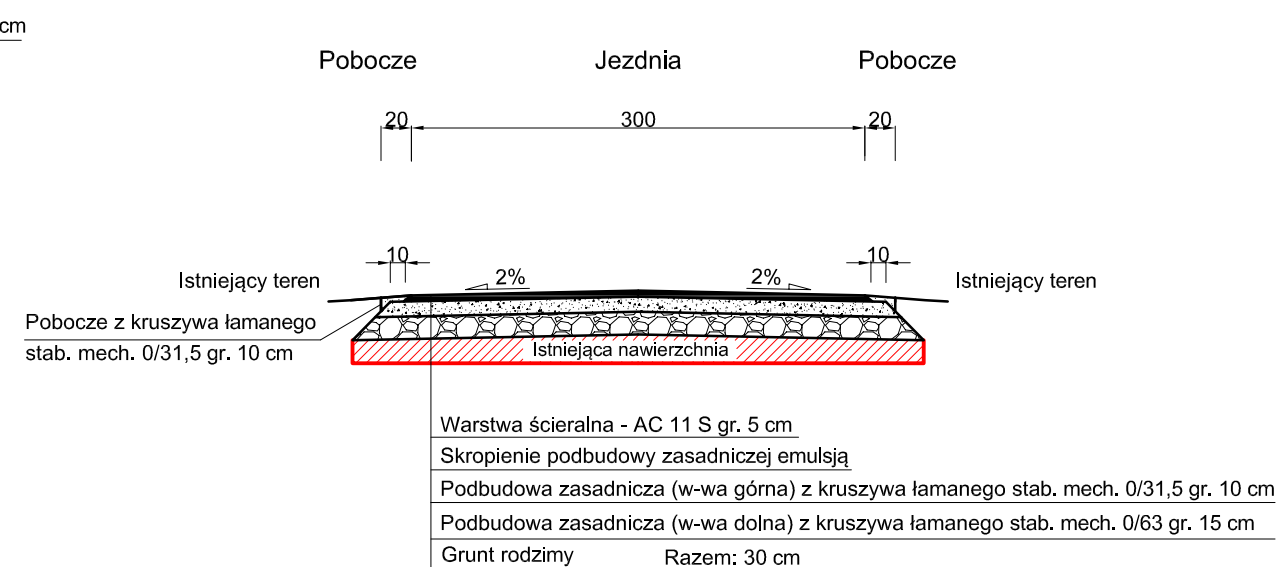 cm
Pobocze Jezdnia Pobocze
20 300 20
10 10
Istniejący teren 2% 2% Istniejący teren
Pobocze z kruszywa łamanego
stab. mech. 0/31,5 gr. 10 cm
Istniejąca nawierzchnia
Warstwa ścieralna - AC 11 S gr. 5 cm
Skropienie podbudowy zasadniczej emulsją
Podbudowa zasadnicza (w-wa górna) z kruszywa łamanego stab. mech. 0/31,5 gr. 10 cm
Podbudowa zasadnicza (w-wa dolna) z kruszywa łamanego stab. mech. 0/63 gr. 15 cm
Grunt rodzimy Razem: 30 cm